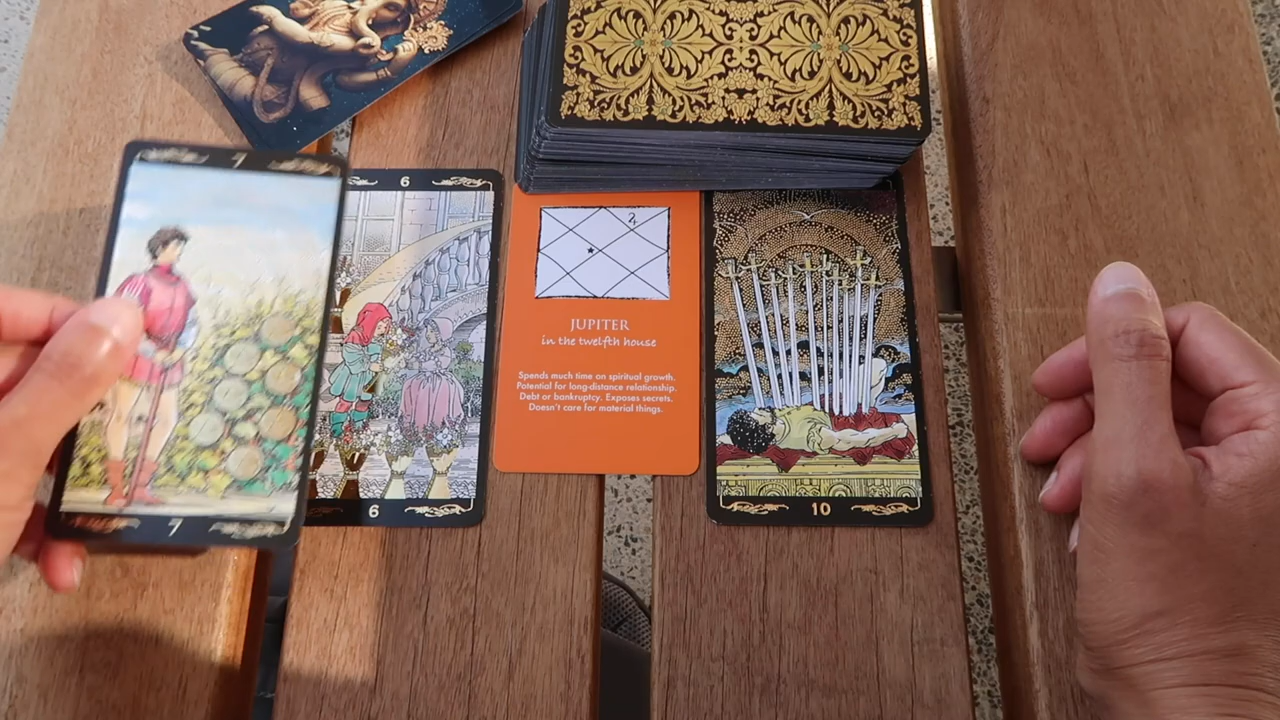 7
7
6
6
♃
JUPITER
in the twelfth house
Spends much time on spiritual growth.
Potential for long-distance relationship.
Debt or bankruptcy. Exposes secrets.
Doesn't care for material things.
10